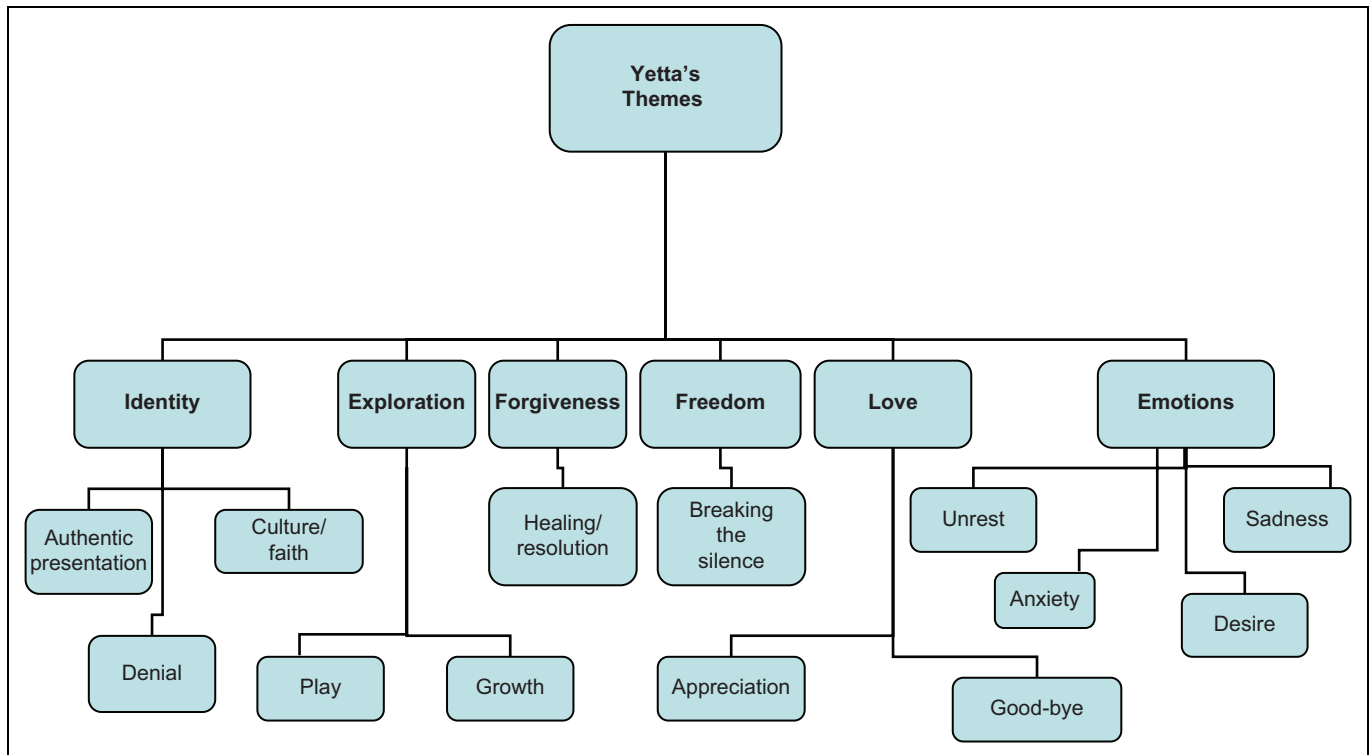 Yetta’s
Themes
Identity
Exploration
Forgiveness
Freedom
Love
Emotions
Authentic
presentation
Culture/
faith
Healing/
resolution
Breaking
the
silence
Unrest
Sadness
Anxiety
Desire
Denial
Play
Growth
Appreciation
Good-bye